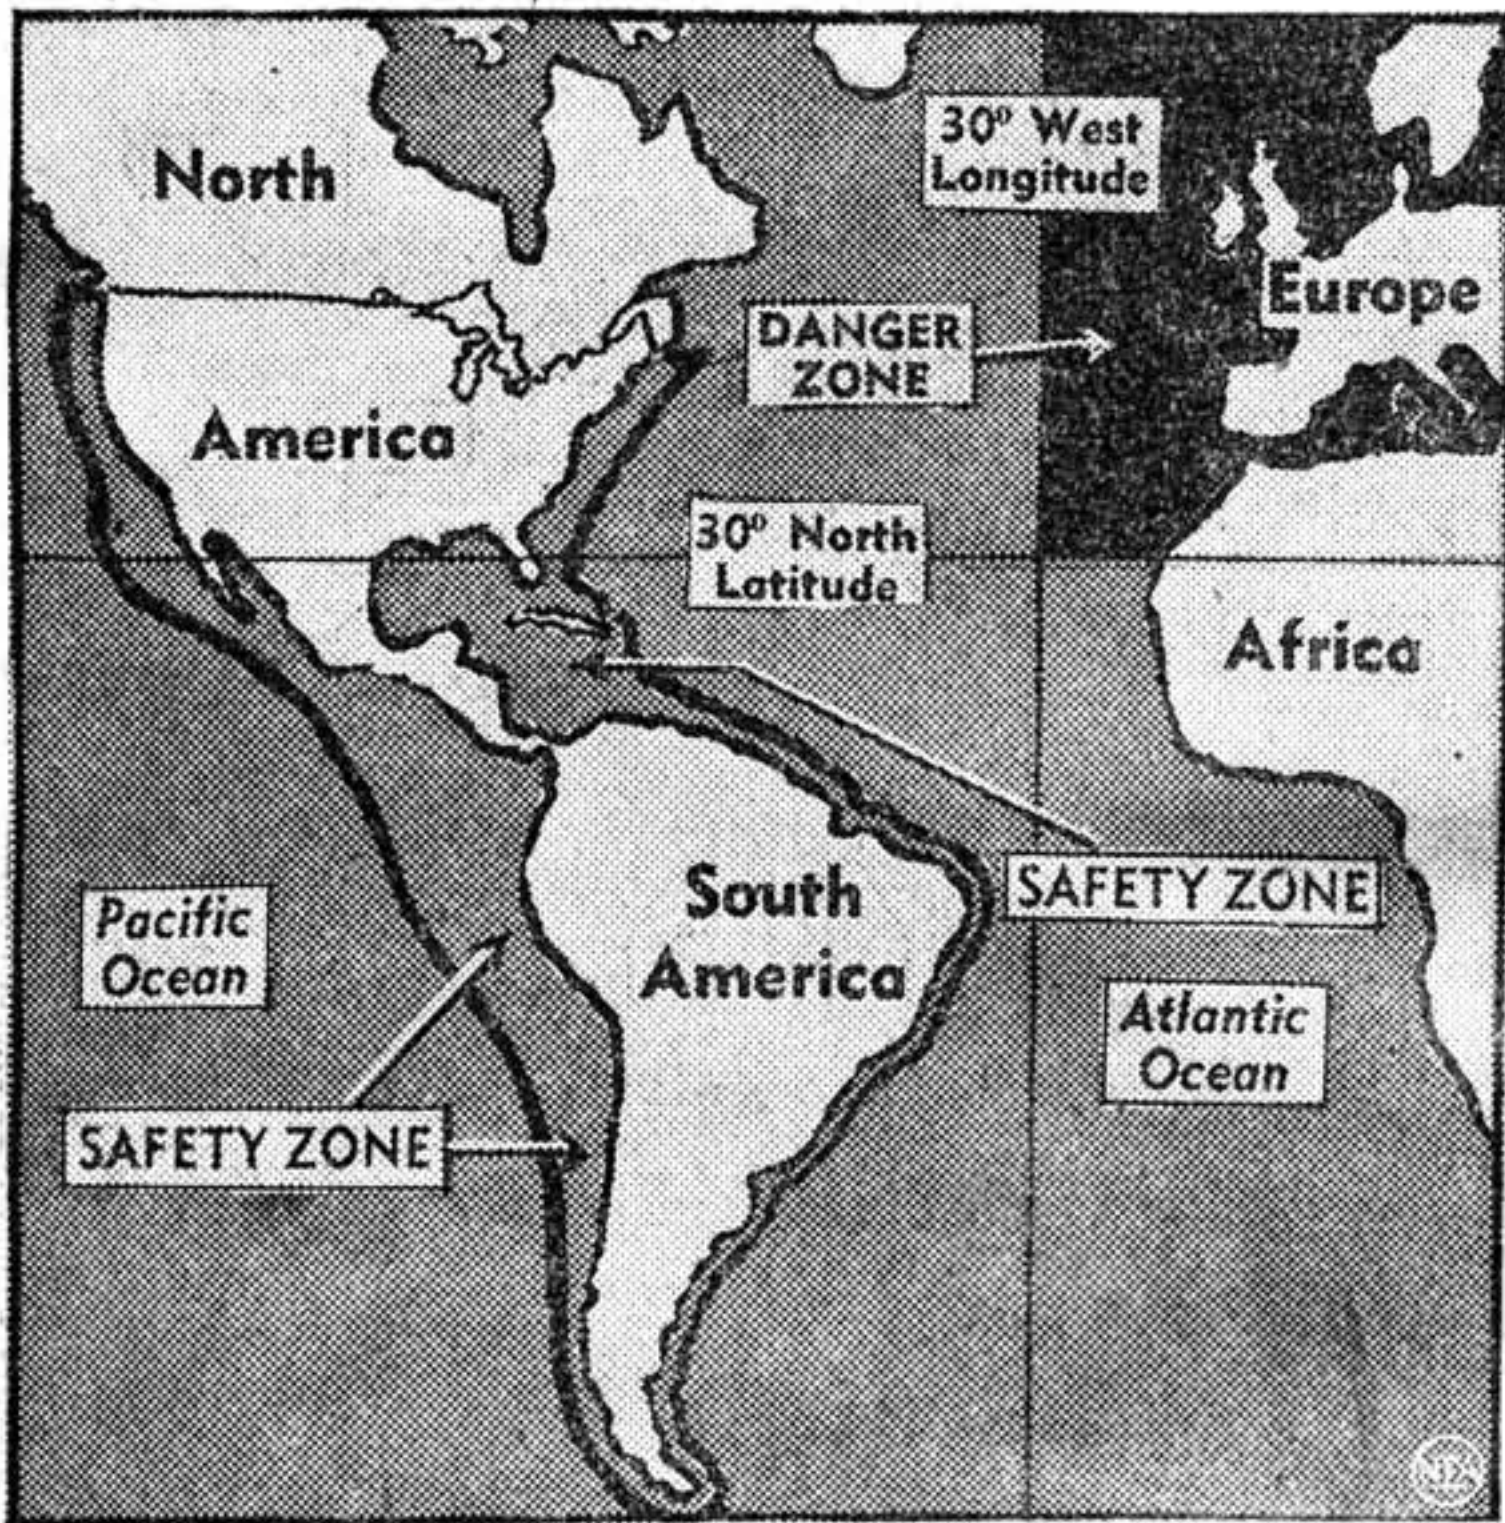 30° West
Longitude
North
Europe
DANGER
ZONE
America
30° North
Latitude
Africa
SAFETY ZONE
South
America
Pacific
Ocean
Atlantic
Ocean
SAFETY ZONE
NEA